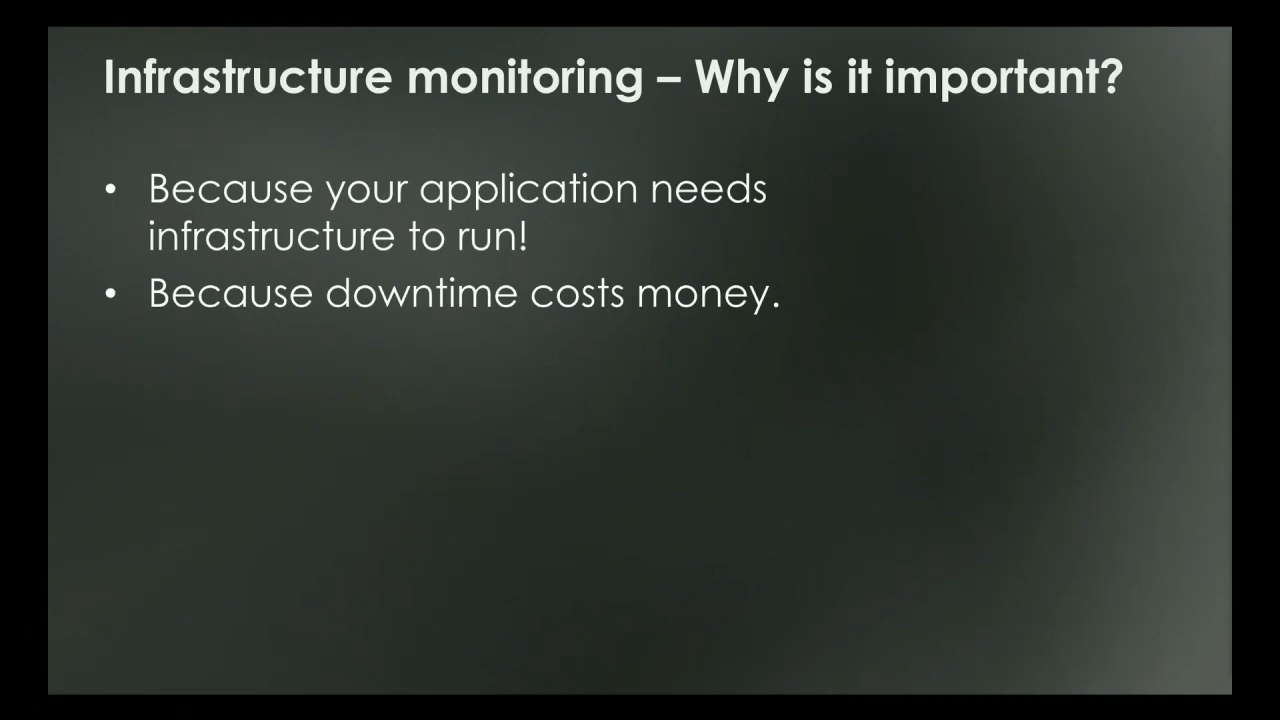 Infrastructure monitoring – Why is it important?
• Because your application needs
infrastructure to run!
• Because downtime costs money.